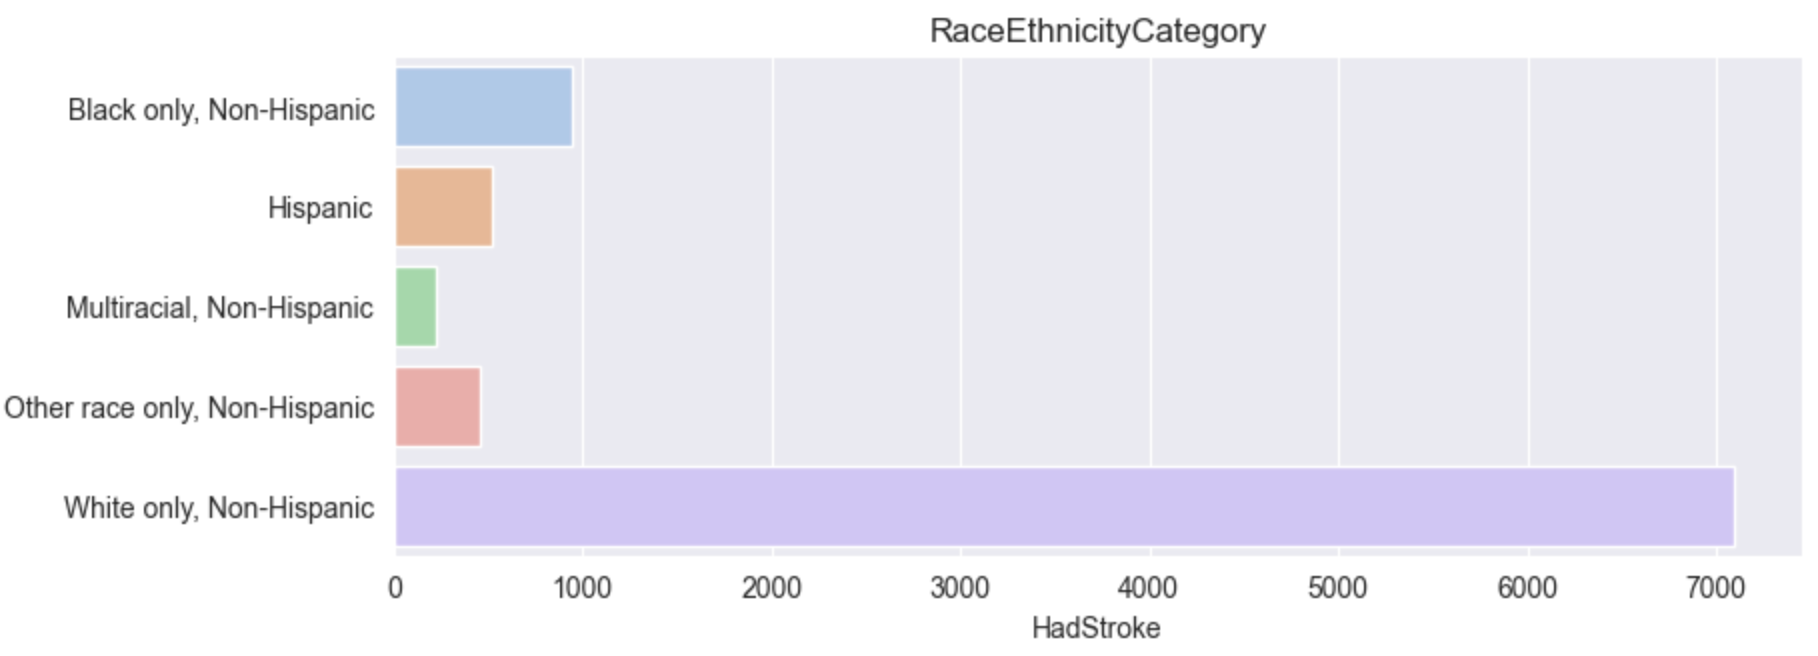 RaceEthnicityCategory
Black only, Non-Hispanic
Hispanic
Multiracial, Non-Hispanic
Other race only, Non-Hispanic
White only, Non-Hispanic
0 1000 2000 3000 4000 5000 6000 7000
HadStroke